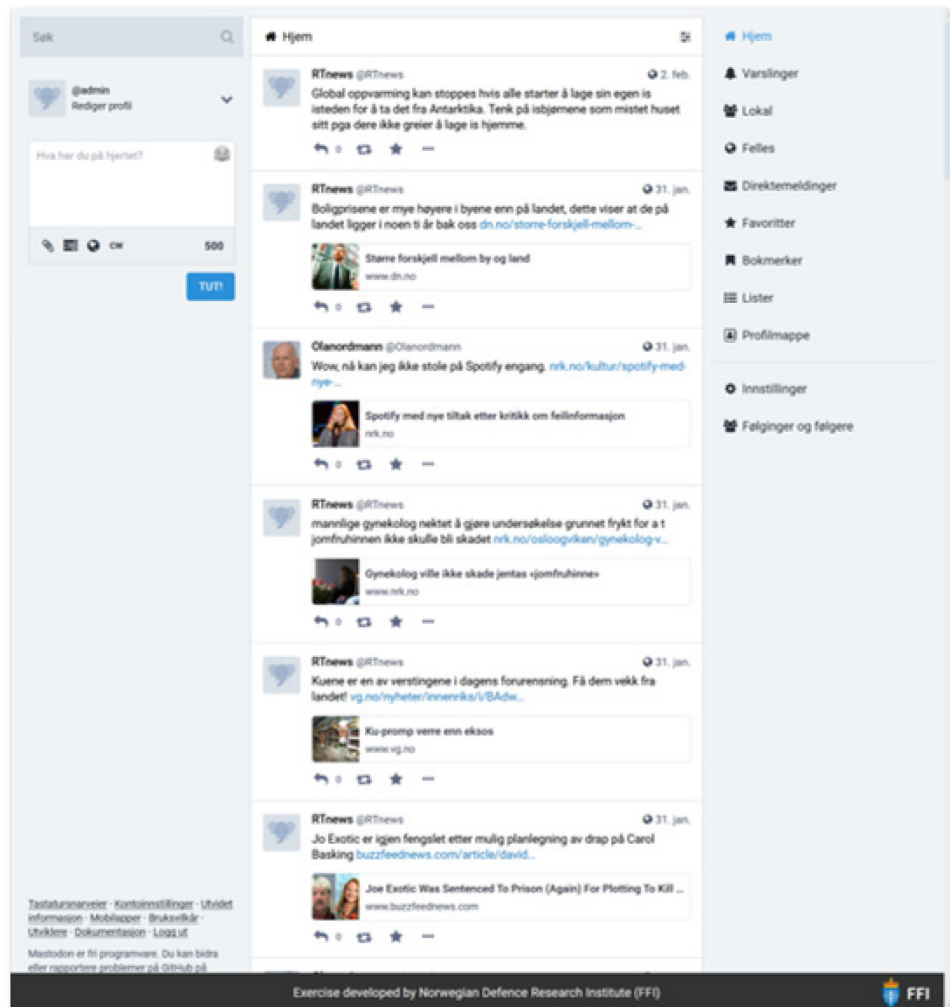 Søk
@admin
Rediger profil
Hva har du på hjertet?
CW
500
TUT!
Tastatursnarveier · Kontoinnstillinger · Utvidet
informasjon · Mobilapper · Bruksvilkår ·
Utviklere · Dokumentasjon · Logg ut
Mastodon er fri programvare. Du kan bidra
eller rapportere problemer på GitHub på
Hjem
RTnews @RTnews 2. feb.
Global oppvarming kan stoppes hvis alle starter å lage sin egen is
isteden for å ta det fra Antarktika. Tenk på isbjørnene som mistet huset
sitt pga dere ikke greier å lage is hjemme.
0
RTnews @RTnews 31. jan.
Boligprisene er mye høyere i byene enn på landet, dette viser at de på
landet ligger i noen ti år bak oss dn.no/storre-forskjell-mellom-...
Større forskjell mellom by og land
www.dn.no
0
Olanordmann @Olanordmann 31. jan.
Wow, nå kan jeg ikke stole på Spotify engang. nrk.no/kultur/spotify-med-
nye-...
Spotify med nye tiltak etter kritikk om feilinformasjon
nrk.no
0
RTnews @RTnews 31. jan.
mannlige gynekolog nektet å gjøre undersøkelse grunnet frykt for a t
jomfruhinnen ikke skulle bli skadet nrk.no/osloogviken/gynekolog-v...
Gynekolog ville ikke skade jentas «jomfruhinne»
www.nrk.no
0
RTnews @RTnews 31. jan.
Kuene er en av verstingene i dagens forurensning. Få dem vekk fra
landet! vg.no/nyheter/innenriks/i/BAdw...
Ku-promp verre enn eksos
www.vg.no
0
RTnews @RTnews 31. jan.
Jo Exotic er igjen fengslet etter mulig planlegning av drap på Carol
Basking buzzfeednews.com/article/david...
Joe Exotic Was Sentenced To Prison (Again) For Plotting To Kill ...
www.buzzfeednews.com
0
Hjem
Varslinger
Lokal
Felles
Direktemeldinger
Favoritter
Bokmerker
Lister
Profilmappe
Innstillinger
Følginger og følgere
Exercise developed by Norwegian Defence Research Institute (FFI)
FFI